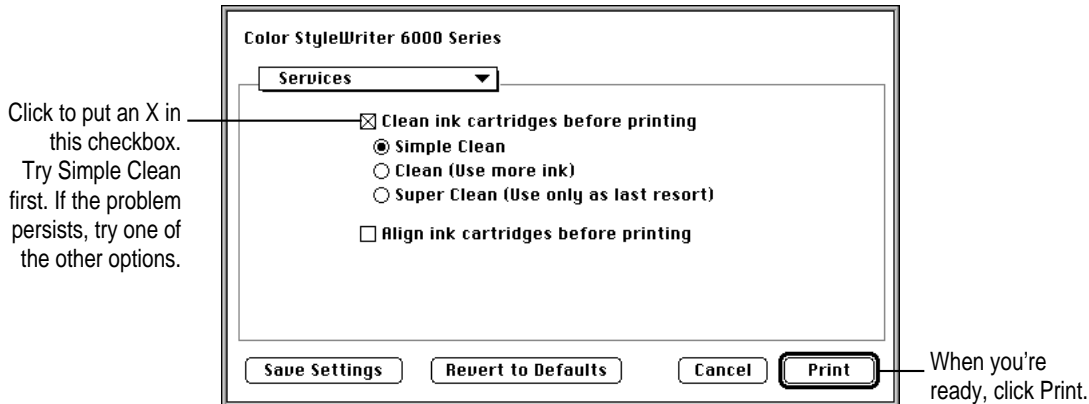 Color StyleWriter 6000 Series
Services
Click to put an X in
this checkbox.
Try Simple Clean
first. If the problem
persists, try one of
the other options.
Clean ink cartridges before printing
Simple Clean
Clean (Use more ink)
Super Clean (Use only as last resort)
Align ink cartridges before printing
Save Settings
Revert to Defaults
Cancel
Print
When you’re
ready, click Print.